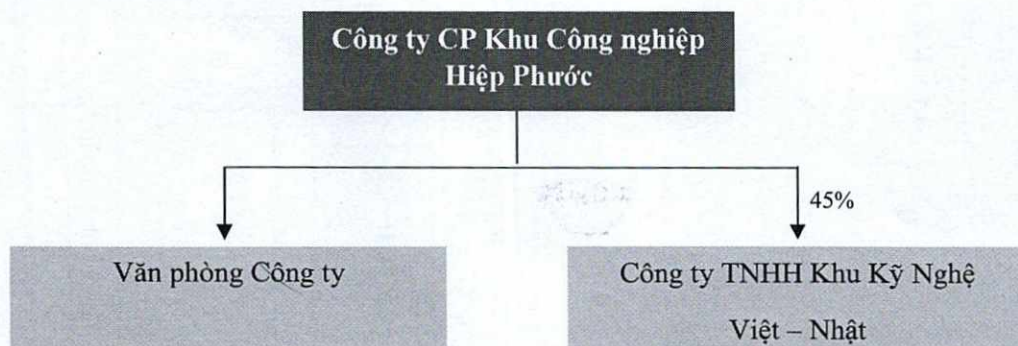 Công ty CP Khu Công nghiệp
Hiệp Phước
45%
Văn phòng Công ty
Công ty TNHH Khu Kỹ Nghệ
Việt – Nhật